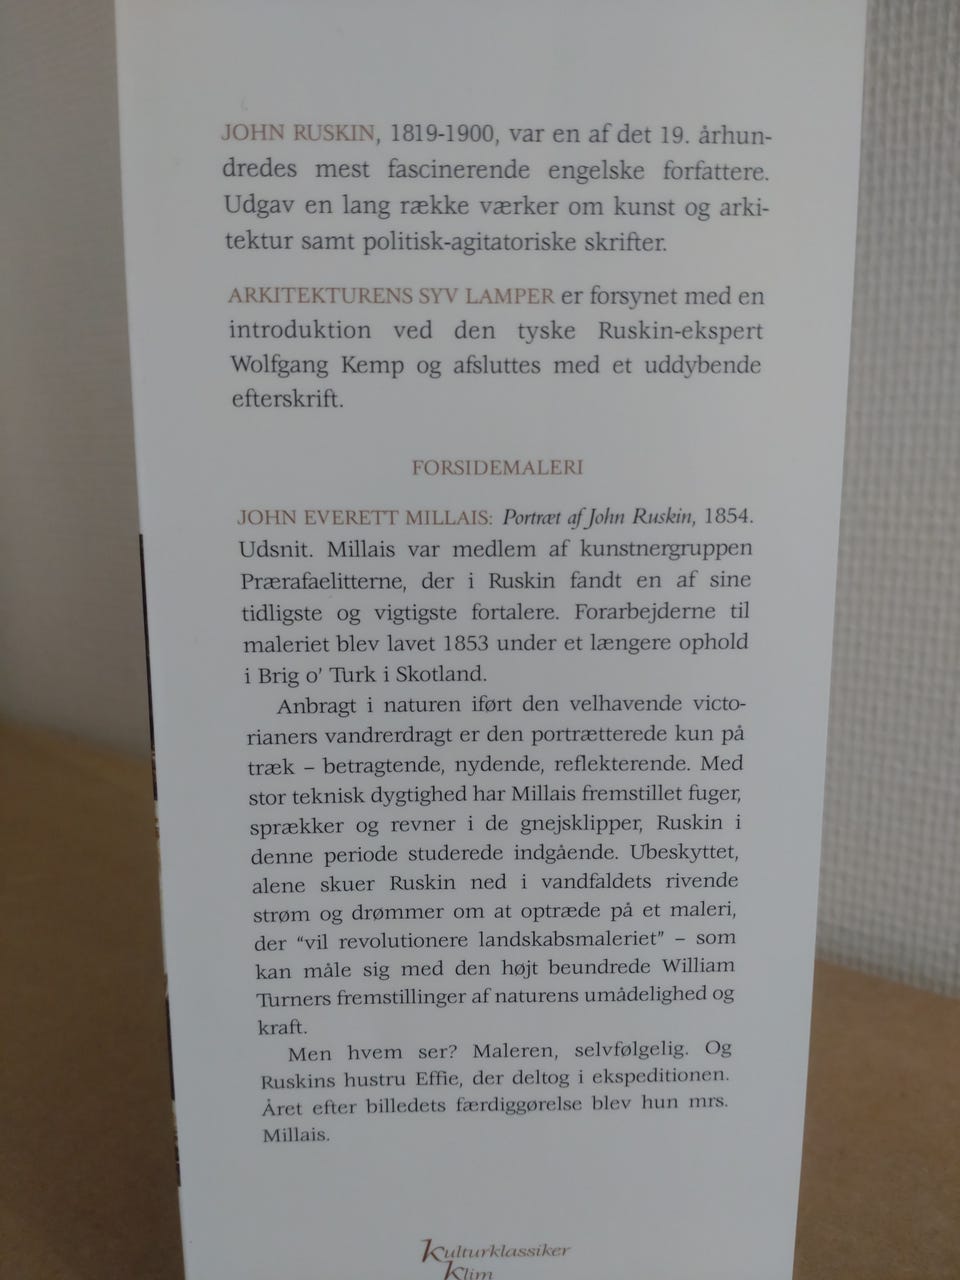 JOHN RUSKIN, 1819-1900, var en af det 19. århun-
dredes mest fascinerende engelske forfattere.
Udgav en lang række værker om kunst og arki-
tektur samt politisk-agitatoriske skrifter.
ARKITEKTURENS SYV LAMPER er forsynet med en
introduktion ved den tyske Ruskin-ekspert
Wolfgang Kemp og afsluttes med et uddybende
efterskrift.
FORSIDEMALERI
JOHN EVERETT MILLAIS: Portræt af John Ruskin, 1854.
Udsnit. Millais var medlem af kunstnergruppen
Prærafaelitterne, der i Ruskin fandt en af sine
tidligste og vigtigste fortalere. Forarbejderne til
maleriet blev lavet 1853 under et længere ophold
i Brig o' Turk i Skotland.
Anbragt i naturen iført den velhavende victo-
rianers vandrerdragt er den portrætterede kun på
træk – betragtende, nydende, reflekterende. Med
stor teknisk dygtighed har Millais fremstillet fuger,
sprækker og revner i de gnejsklipper, Ruskin i
denne periode studerede indgående. Ubeskyttet,
alene skuer Ruskin ned i vandfaldets rivende
strøm og drømmer om at optræde på et maleri,
der "vil revolutionere landskabsmaleriet" – som
kan måle sig med den højt beundrede William
Turners fremstillinger af naturens umådelighed og
kraft.
Men hvem ser? Maleren, selvfølgelig. Og
Ruskins hustru Effie, der deltog i ekspeditionen.
Året efter billedets færdiggørelse blev hun mrs.
Millais.
Kulturklassiker
Klim